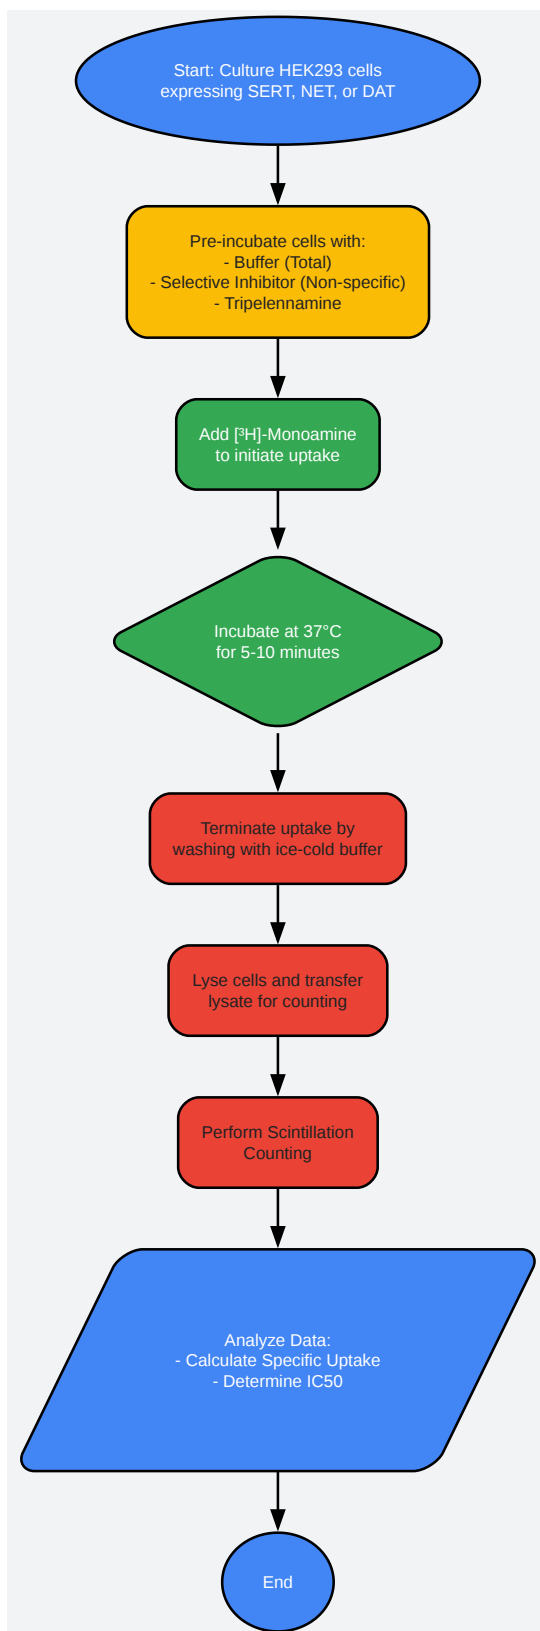 Start: Culture HEK293 cells
expressing SERT, NET, or DAT
Pre-incubate cells with:
- Buffer (Total)
- Selective Inhibitor (Non-specific)
- Tripelennamine
Add [³H]-Monoamine
to initiate uptake
Incubate at 37°C
for 5-10 minutes
Terminate uptake by
washing with ice-cold buffer
Lyse cells and transfer
lysate for counting
Perform Scintillation
Counting
Analyze Data:
- Calculate Specific Uptake
- Determine IC50
End